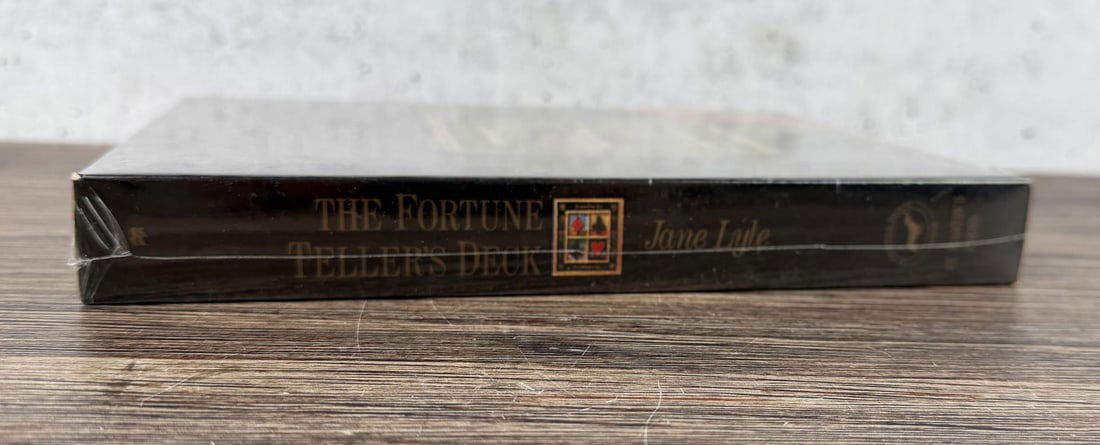 THE FORTUNE
TELLER'S DECK
Jane Lyle